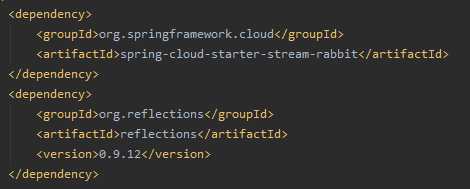 <dependency>
    <groupId>org.springframework.cloud</groupId>
    <artifactId>spring-cloud-starter-stream-rabbit</artifactId>
</dependency>
<dependency>
    <groupId>org.reflections</groupId>
    <artifactId>reflections</artifactId>
    <version>0.9.12</version>
</dependency>